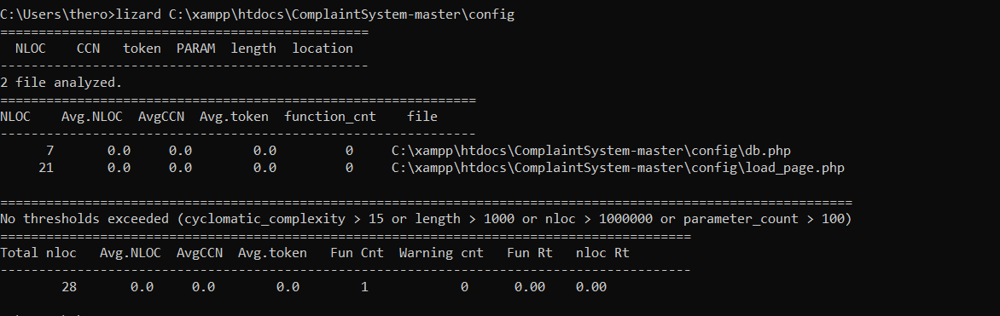 C:\Users\thero>lizard C:\xampp\htdocs\ComplaintSystem-master\config
================================================
  NLOC    CCN   token  PARAM  length  location
------------------------------------------------
2 file analyzed.
==============================================================
NLOC    Avg.NLOC  AvgCCN  Avg.token  function_cnt    file
--------------------------------------------------------------
      7       0.0     0.0        0.0         0     C:\xampp\htdocs\ComplaintSystem-master\config\db.php
     21       0.0     0.0        0.0         0     C:\xampp\htdocs\ComplaintSystem-master\config\load_page.php
===============================================================================================================
No thresholds exceeded (cyclomatic_complexity > 15 or length > 1000 or nloc > 1000000 or parameter_count > 100)
==========================================================================================
Total nloc   Avg.NLOC  AvgCCN  Avg.token   Fun Cnt  Warning cnt   Fun Rt   nloc Rt
------------------------------------------------------------------------------------------
        28       0.0     0.0        0.0        1            0      0.00    0.00